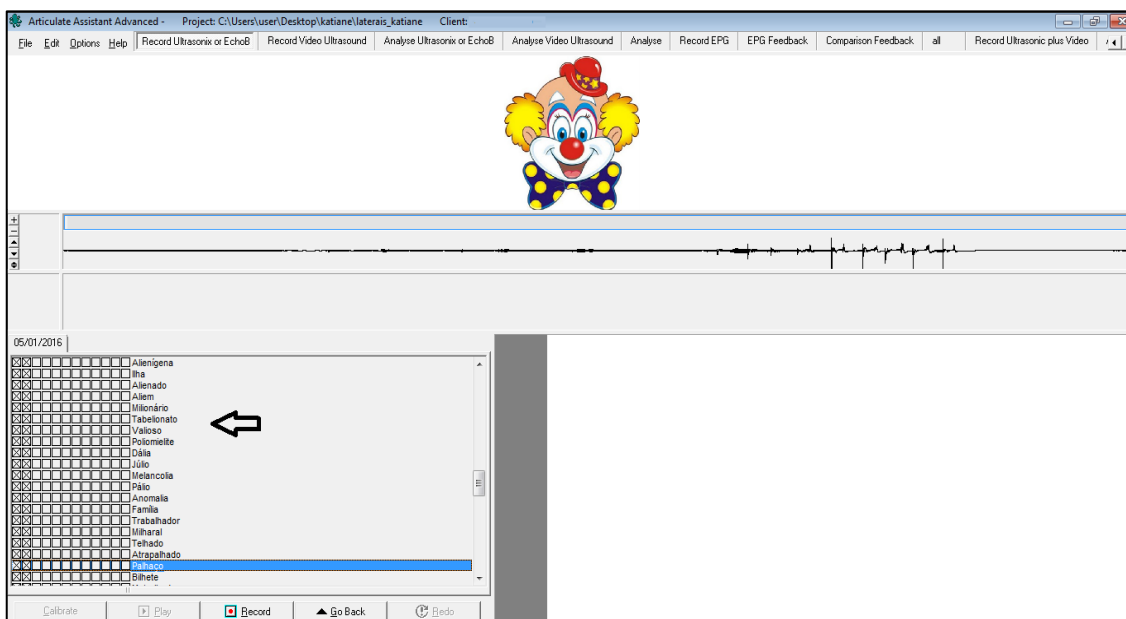 Articulate Assistant Advanced - Project: C:\Users\user\Desktop\katiane\laterais_katiane Client:
File Edit Options Help Record Ultrasonix or EchoB Record Video Ultrasound Analyse Ultrasonix or EchoB Analyse Video Ultrasound Analyse Record EPG EPG Feedback Comparison Feedback all Record Ultrasonic plus Video
05/01/2016
Alienígena
Ilha
Alienado
Aliem
Milionário
Tabelionato
Valioso
Poliomielite
Dália
Júlio
Melancolia
Pálio
Anomalia
Família
Trabalhador
Milharal
Telhado
Atrapalhado
Palhaço
Bilhete
Calibrate Play Record Go Back Redo